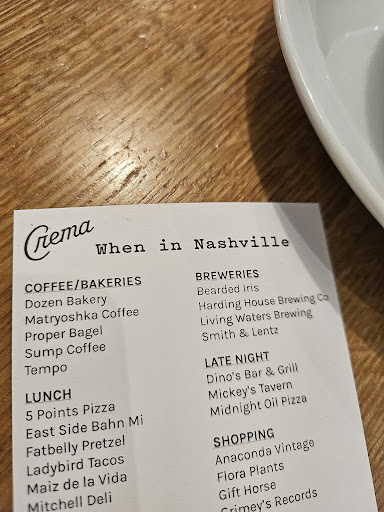 Crema
When in Nashville
COFFEE/BAKERIES
Dozen Bakery
Matryoshka Coffee
Proper Bagel
Sump Coffee
Tempo
LUNCH
5 Points Pizza
East Side Bahn Mi
Fatbelly Pretzel
Ladybird Tacos
Maiz de la Vida
Mitchell Deli
BREWERIES
Bearded Iris
Harding House Brewing Co
Living Waters Brewing
Smith & Lentz
LATE NIGHT
Dino's Bar & Grill
Mickey's Tavern
Midnight Oil Pizza
SHOPPING
Anaconda Vintage
Flora Plants
Gift Horse
Grimey's Records